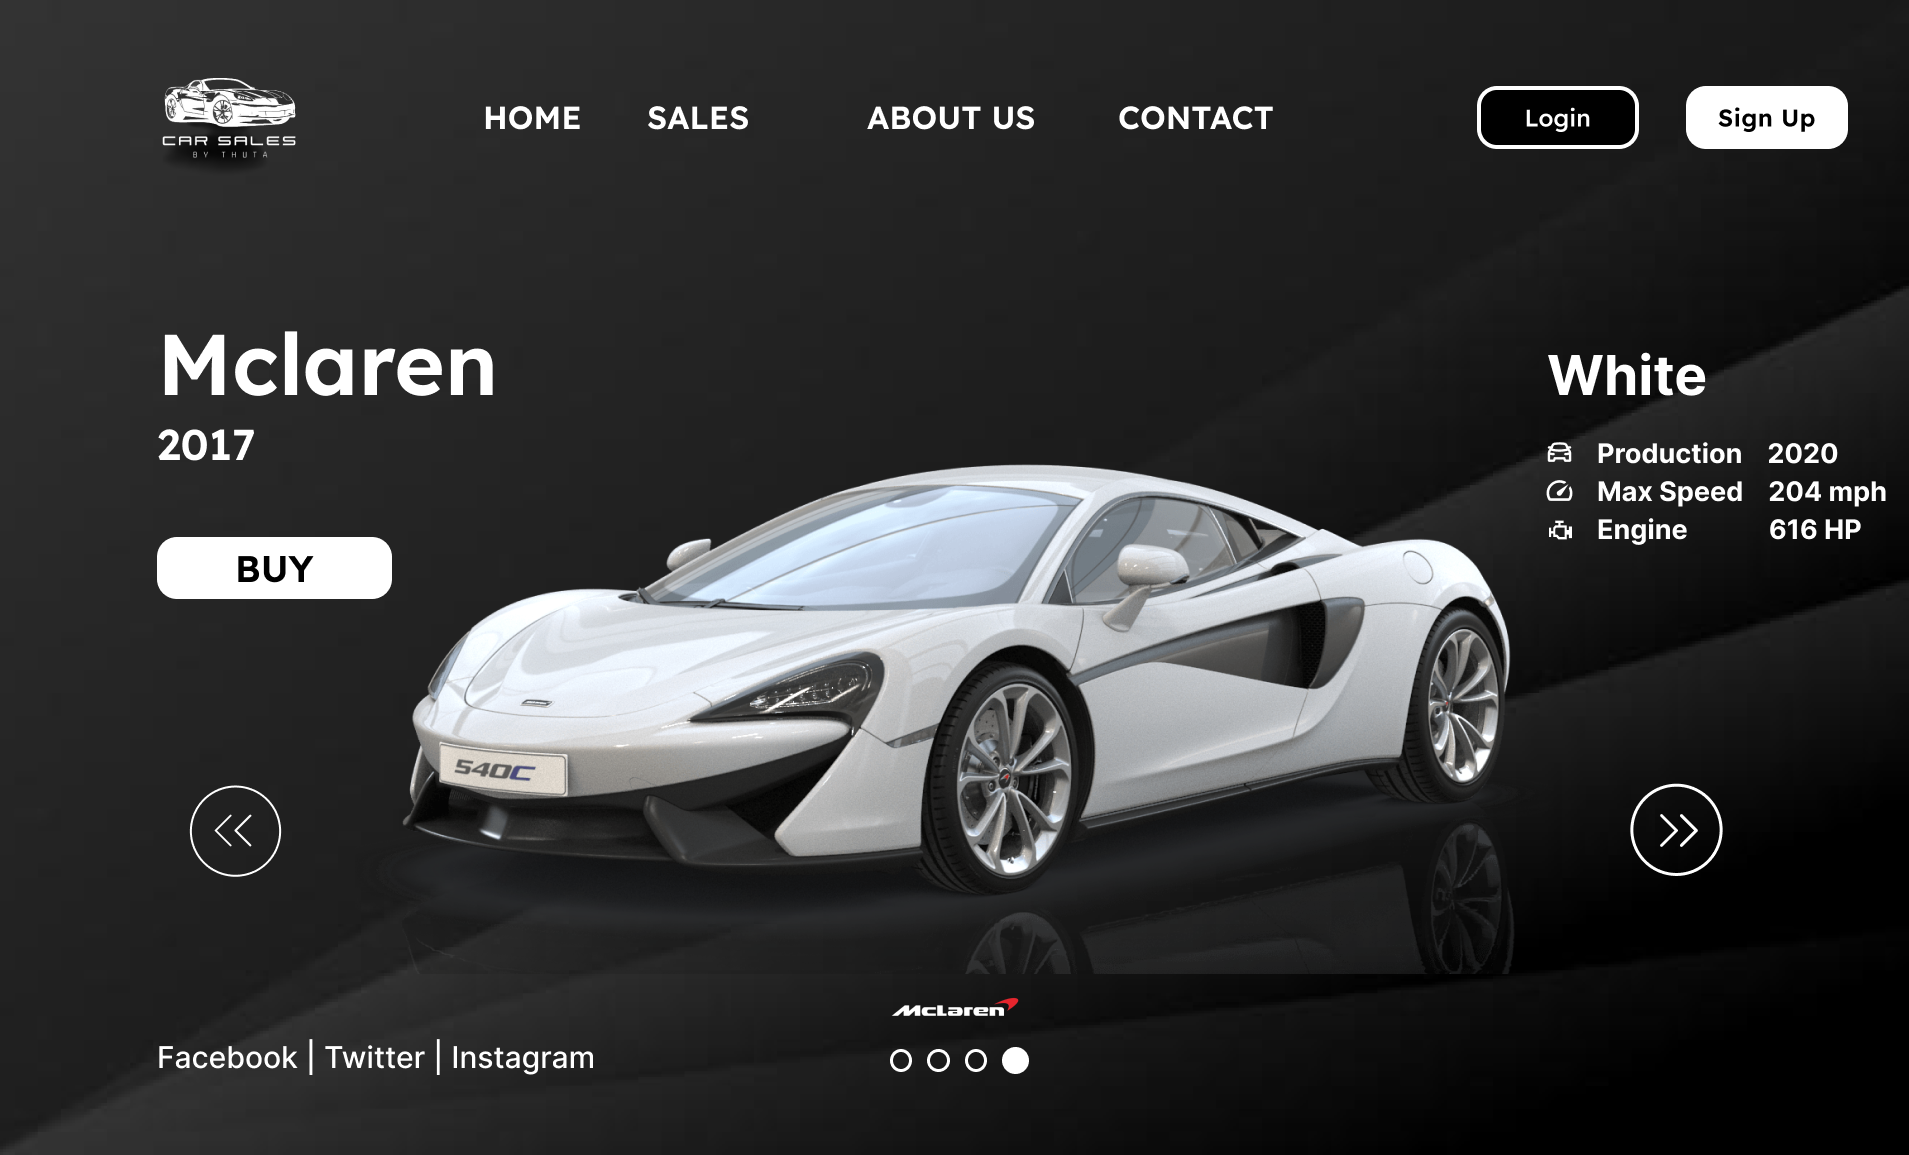 CAR SALES
BY THUTA
HOME SALES ABOUT US CONTACT
Login
Sign Up
Mclaren
2017
BUY
White
Production 2020
Max Speed 204 mph
Engine 616 HP
540C
McLaren
Facebook | Twitter | Instagram